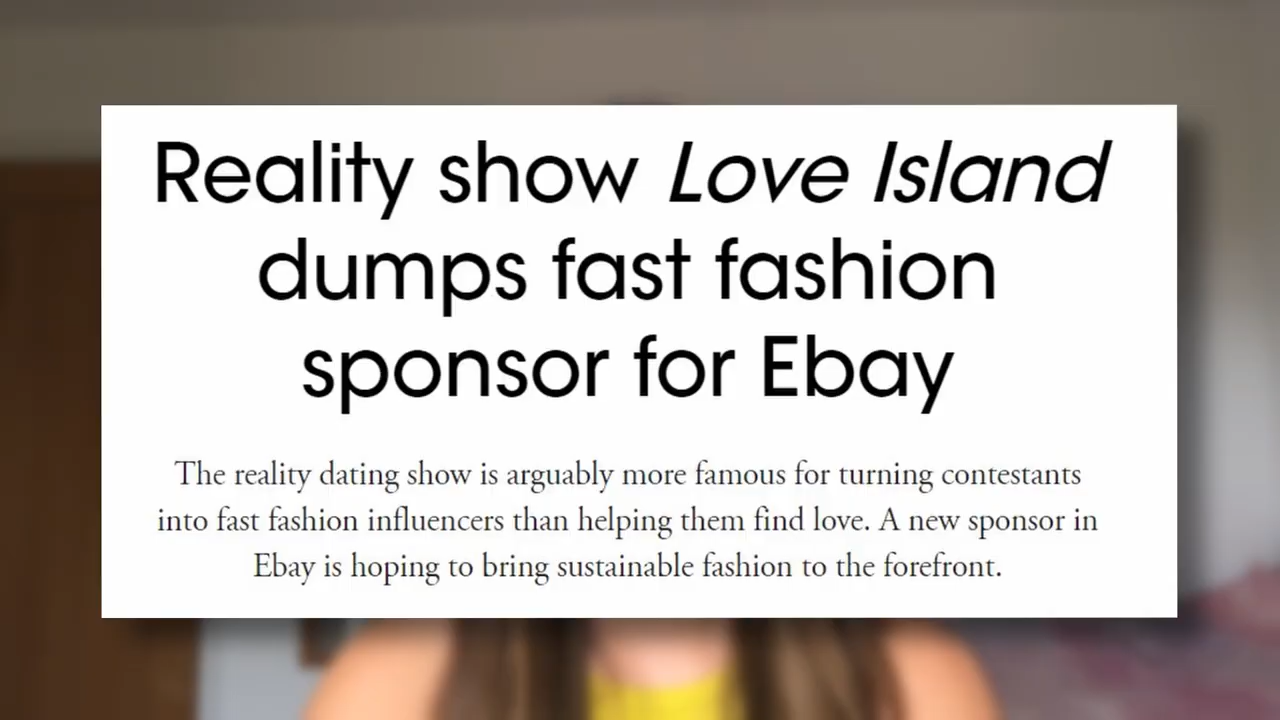 Reality show Love Island
dumps fast fashion
sponsor for Ebay
The reality dating show is arguably more famous for turning contestants
into fast fashion influencers than helping them find love. A new sponsor in
Ebay is hoping to bring sustainable fashion to the forefront.